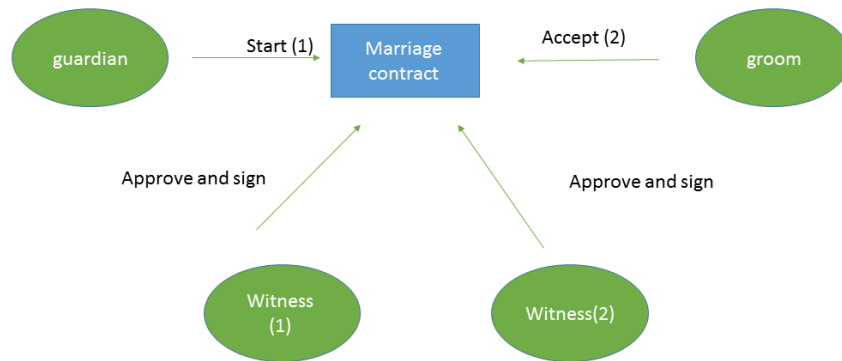 guardian
Start (1)
Marriage
contract
Accept (2)
groom
Approve and sign
Approve and sign
Witness
(1)
Witness(2)